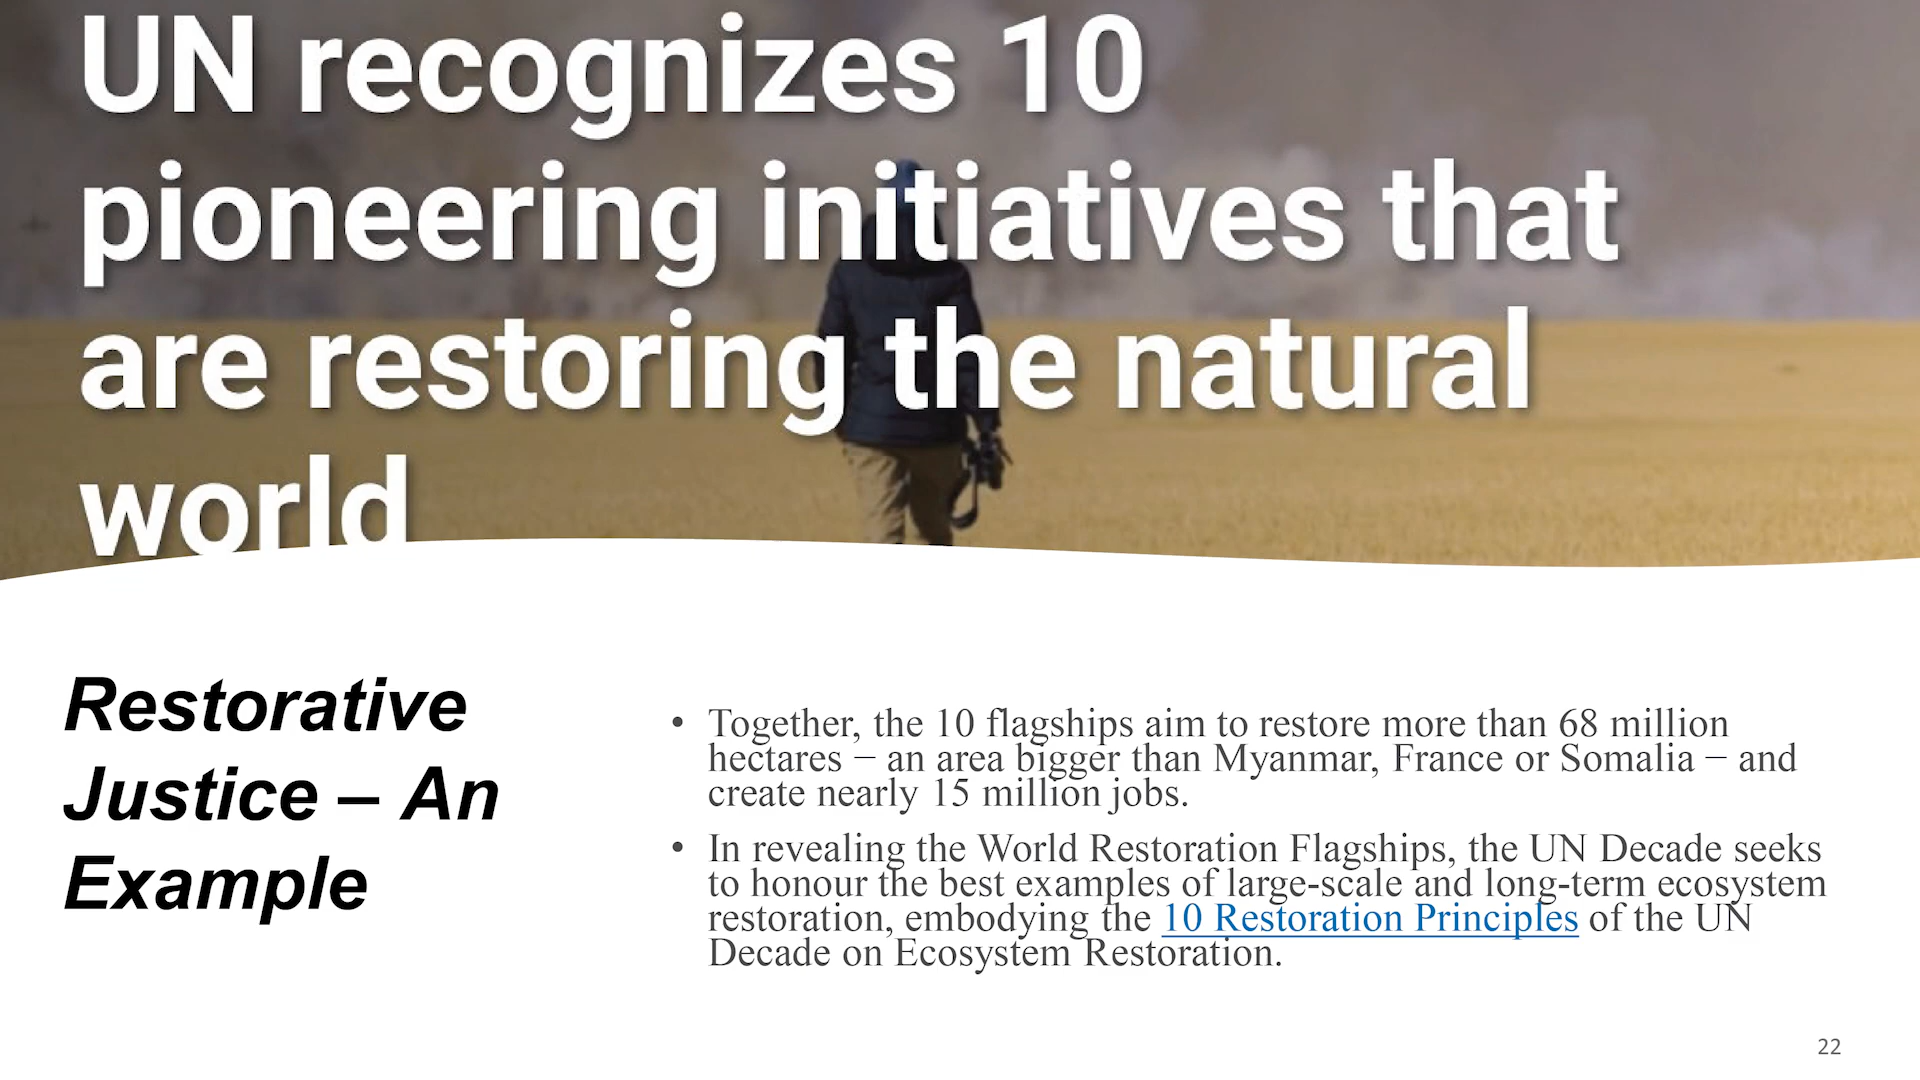 UN recognizes 10
pioneering initiatives that
are restoring the natural
world
Restorative
Justice – An
Example
• Together, the 10 flagships aim to restore more than 68 million
hectares – an area bigger than Myanmar, France or Somalia – and
create nearly 15 million jobs.
• In revealing the World Restoration Flagships, the UN Decade seeks
to honour the best examples of large-scale and long-term ecosystem
restoration, embodying the 10 Restoration Principles of the UN
Decade on Ecosystem Restoration.
22